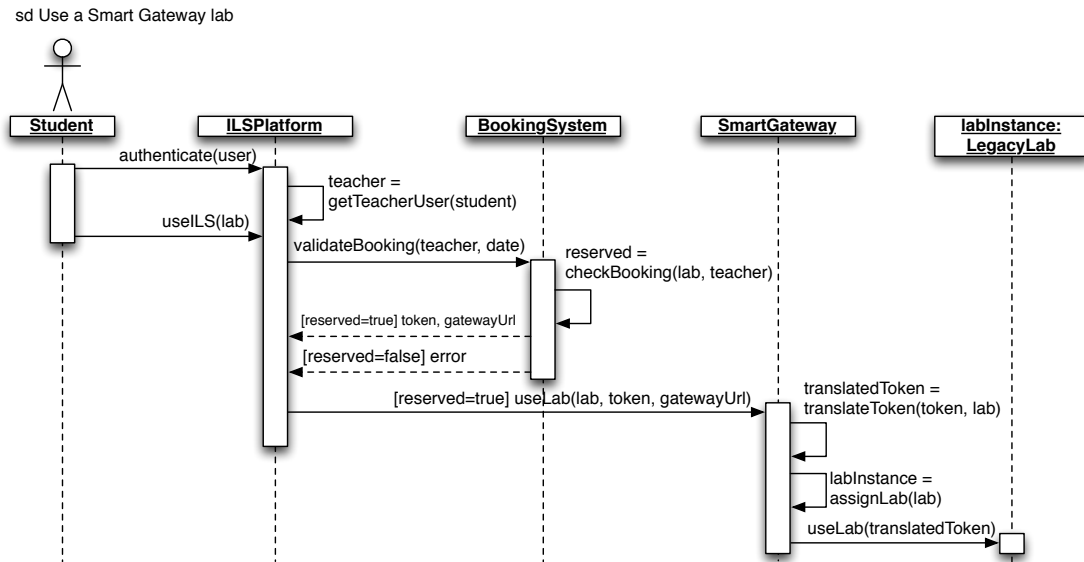 sd Use a Smart Gateway lab
Student
ILSPlatform
BookingSystem
SmartGateway
labInstance:
LegacyLab
authenticate(user)
teacher =
getTeacherUser(student)
useILS(lab)
validateBooking(teacher, date)
reserved =
checkBooking(lab, teacher)
[reserved=true] token, gatewayUrl
[reserved=false] error
[reserved=true] useLab(lab, token, gatewayUrl)
translatedToken =
translateToken(token, lab)
labInstance =
assignLab(lab)
useLab(translatedToken)